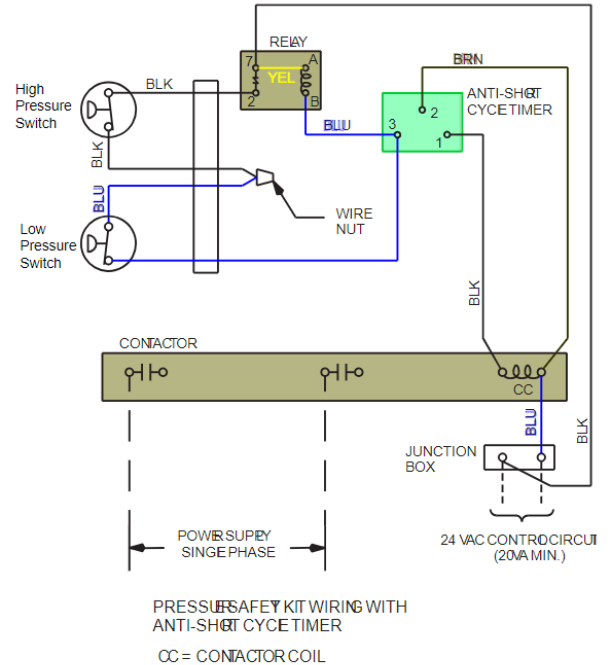 RELAY
7
A
YEL
2
B
BRN
High
Pressure
Switch
BLK
ANTI-SHORT
CYCLE TIMER
2
3
1
BLU
BLK
BLU
WIRE
NUT
Low
Pressure
Switch
BLK
CONTACTOR
CC
BLU
BLK
JUNCTION
BOX
POWER SUPPLY
SINGLE PHASE
24 VAC CONTROL CIRCUIT
(20VA MIN.)
PRESSURE SAFETY KIT WIRING WITH
ANTI-SHORT CYCLE TIMER
CC = CONTACTOR COIL